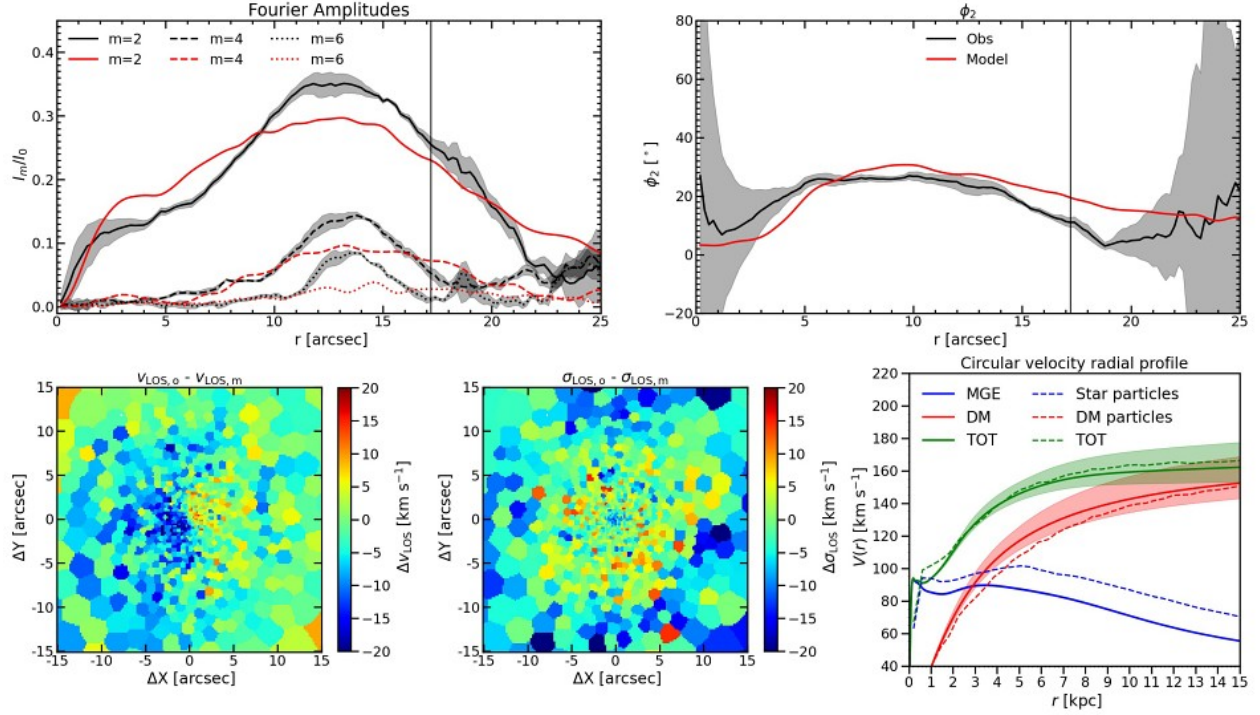 Fourier Amplitudes
m=2 m=4 m=6
m=2 m=4 m=6
I_m/I_0
0.4
0.3
0.2
0.1
0.0
0 5 10 15 20 25
r [arcsec]
ϕ_2
Obs
Model
ϕ_2 [°]
80
60
40
20
0
−20
0 5 10 15 20 25
r [arcsec]
v_LOS,o - v_LOS,m
ΔY [arcsec]
15
10
5
0
-5
-10
-15
-15 -10 -5 0 5 10 15
ΔX [arcsec]
20
15
10
5
0
−5
−10
−15
−20
Δv_LOS [km s⁻¹]
σ_LOS,o - σ_LOS,m
ΔY [arcsec]
15
10
5
0
-5
-10
-15
-15 -10 -5 0 5 10 15
ΔX [arcsec]
20
15
10
5
0
−5
−10
−15
−20
Δσ_LOS [km s⁻¹]
Circular velocity radial profile
MGE Star particles
DM DM particles
TOT TOT
V(r) [km s⁻¹]
220
200
180
160
140
120
100
80
60
40
0 1 2 3 4 5 6 7 8 9 10 11 12 13 14 15
r [kpc]